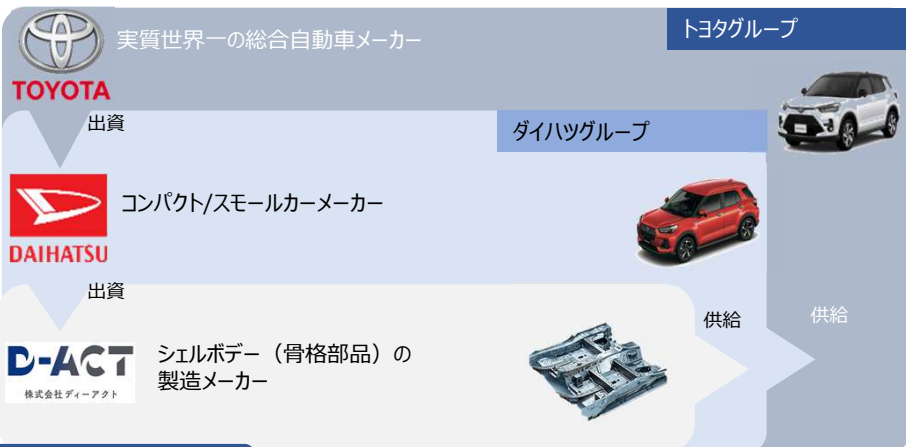 実質世界一の総合自動車メーカー
トヨタグループ
TOYOTA
出資
ダイハツグループ
コンパクト/スモールカーメーカー
DAIHATSU
出資
供給
供給
D-ACT
株式会社ディーアクト
シェルボデー（骨格部品）の
製造メーカー